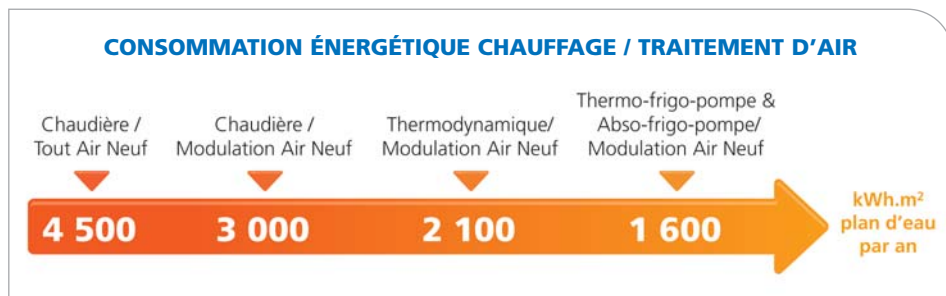 CONSOMMATION ÉNERGÉTIQUE CHAUFFAGE / TRAITEMENT D’AIR
Chaudière /
Tout Air Neuf
Chaudière /
Modulation Air Neuf
Thermodynamique/
Modulation Air Neuf
Thermo-frigo-pompe &
Abso-frigo-pompe/
Modulation Air Neuf
4 500
3 000
2 100
1 600
kWh.m²
plan d’eau
par an